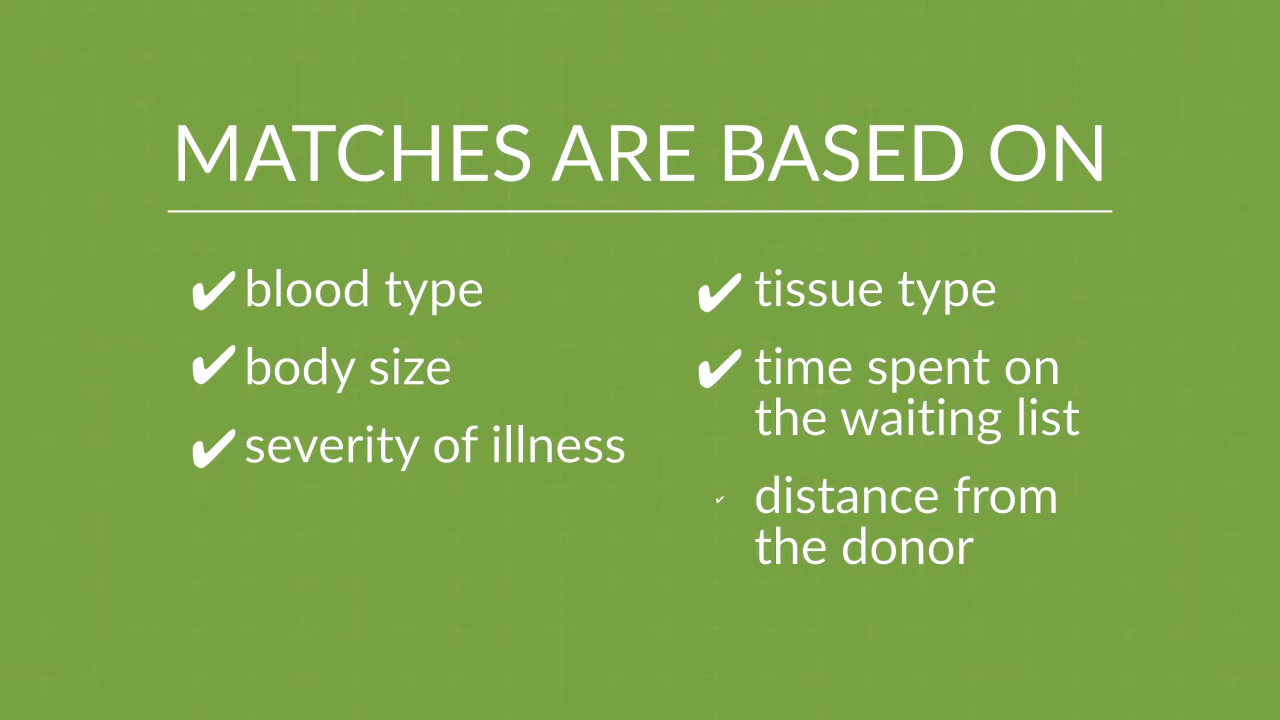 MATCHES ARE BASED ON
✔ blood type
✔ body size
✔ severity of illness
✔ tissue type
✔ time spent on
the waiting list
✔ distance from
the donor